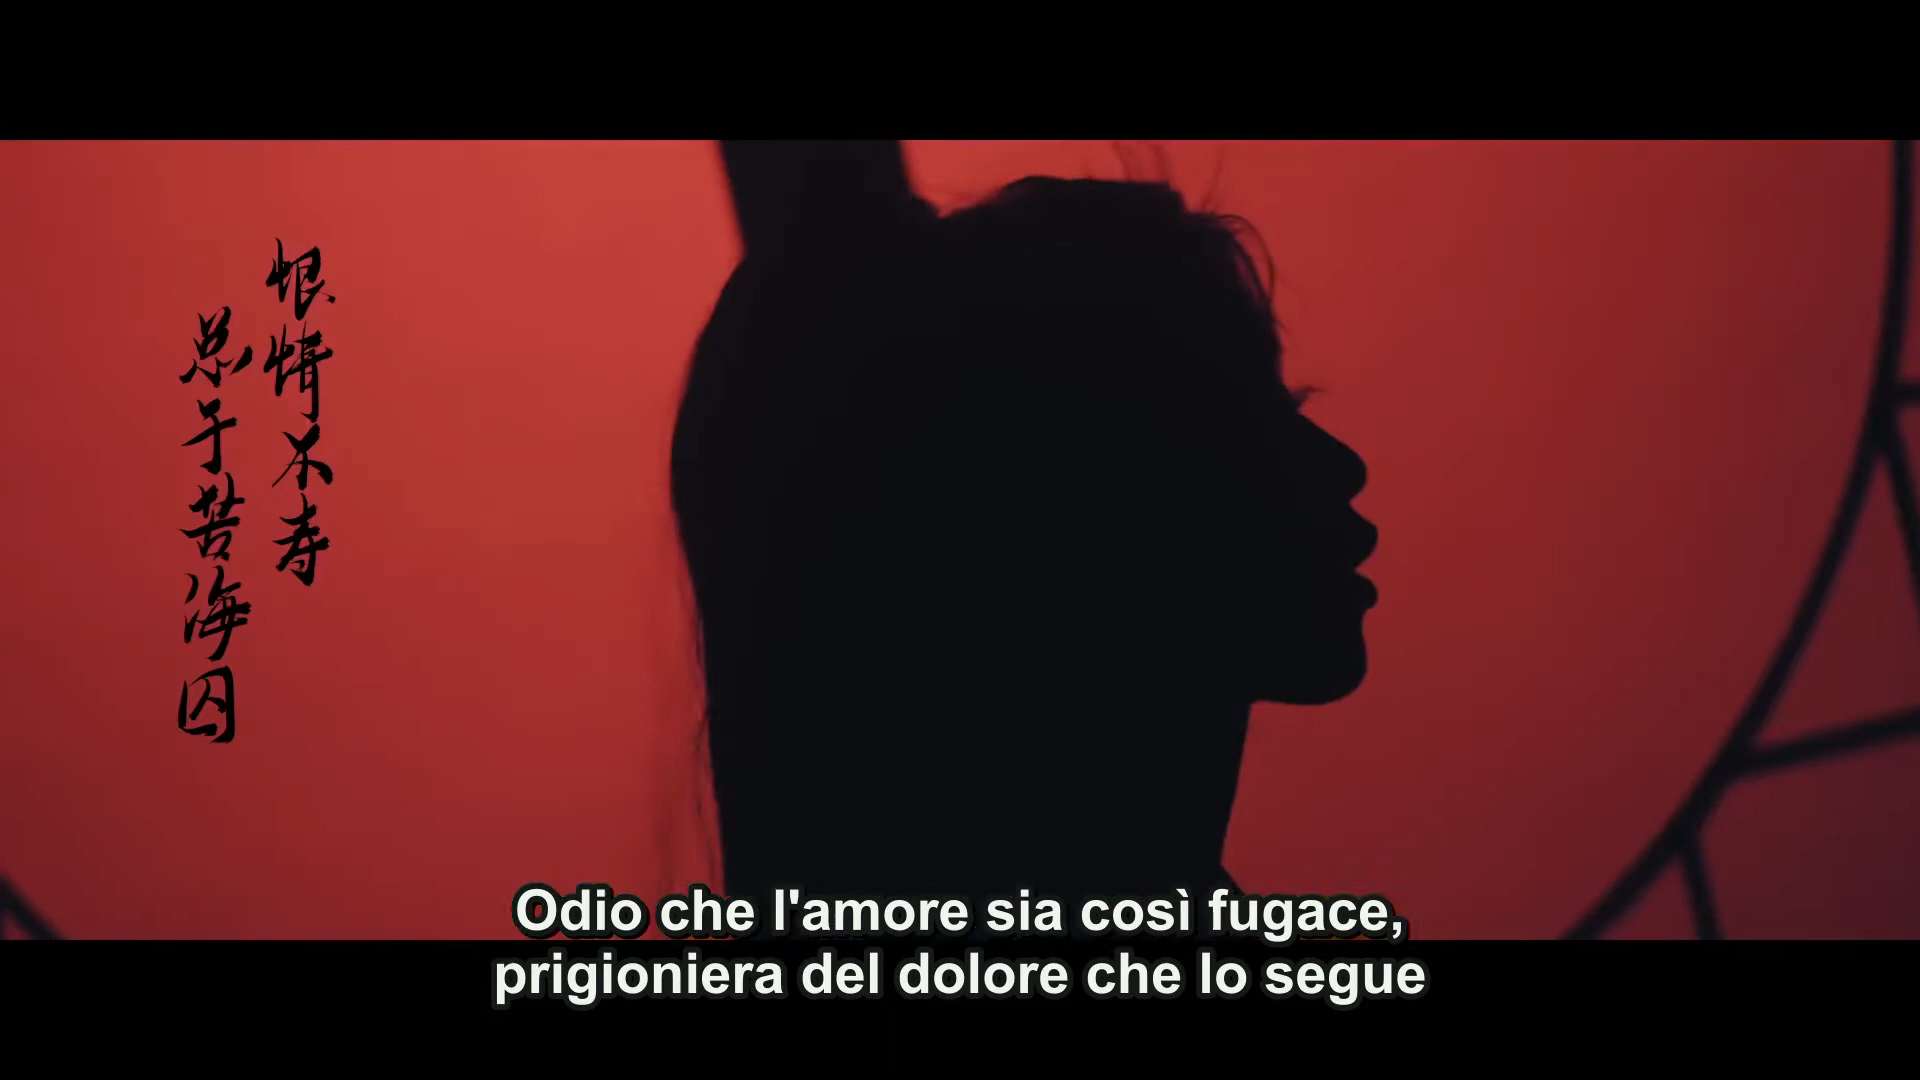 恨情不寿
总于苦海囚
Odio che l'amore sia così fugace,
prigioniera del dolore che lo segue